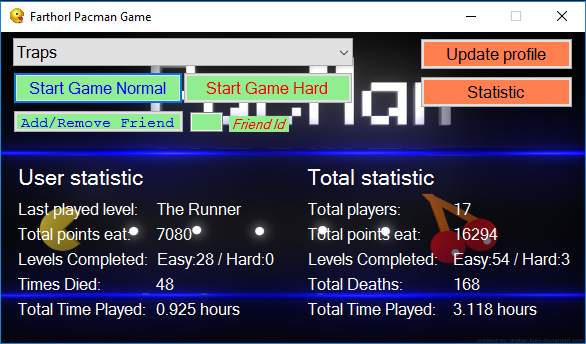 Farthorl Pacman Game
Traps
Update profile
Start Game Normal
Start Game Hard
Statistic
Add/Remove Friend
Friend Id
User statistic
Total statistic
Last played level: The Runner
Total players: 17
Total points eat: 7080
Total points eat: 16294
Levels Completed: Easy:28 / Hard:0
Levels Completed: Easy:54 / Hard:3
Times Died: 48
Total Deaths: 168
Total Time Played: 0.925 hours
Total Time Played: 3.118 hours